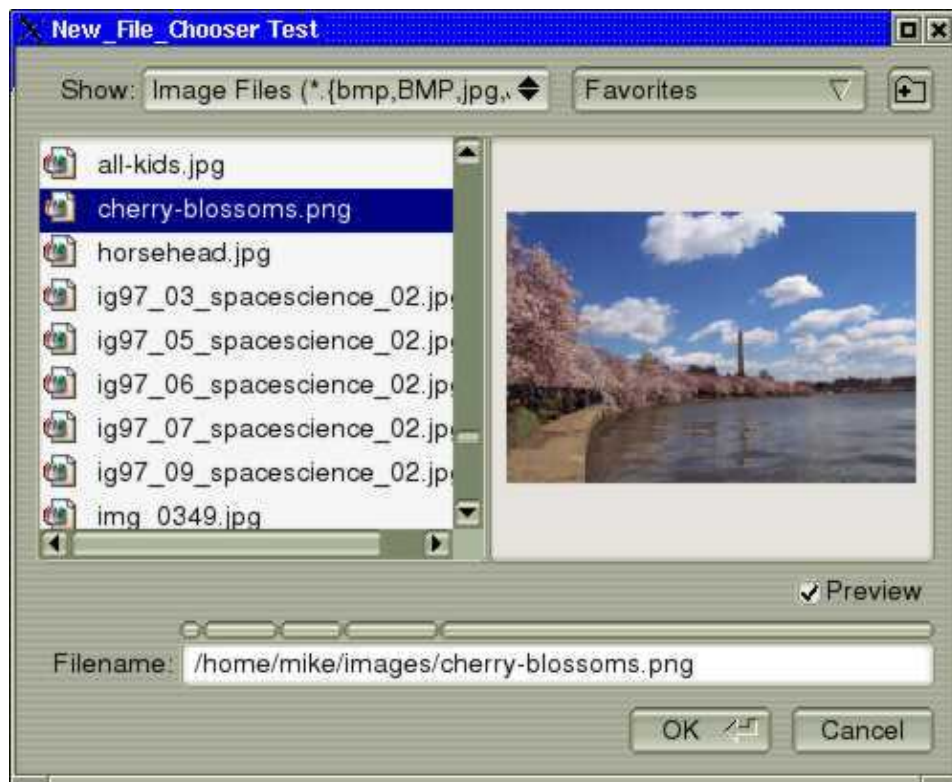 New_File_Chooser Test
Show: Image Files (*.{bmp,BMP,jpg, Favorites
all-kids.jpg
cherry-blossoms.png
horsehead.jpg
ig97_03_spacescience_02.jp
ig97_05_spacescience_02.jp
ig97_06_spacescience_02.jp
ig97_07_spacescience_02.jp
ig97_09_spacescience_02.jp
img_0349.jpg
Preview
Filename: /home/mike/images/cherry-blossoms.png
OK Cancel